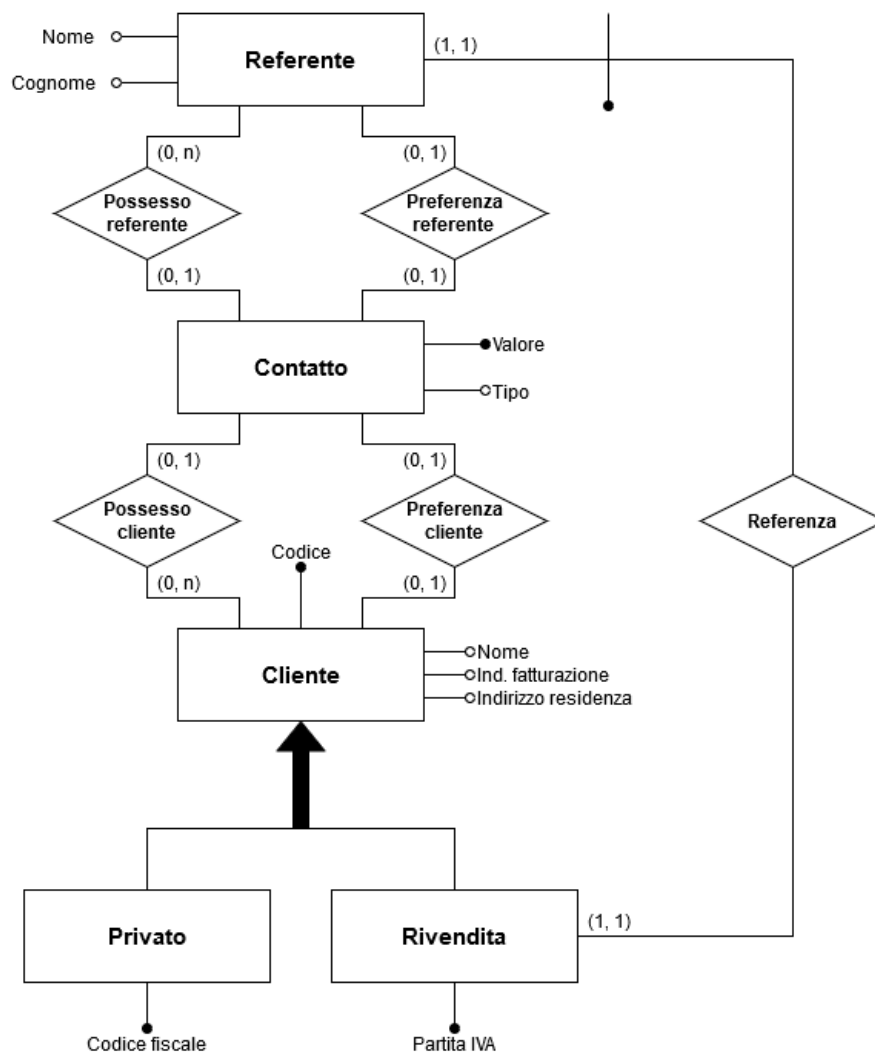 Nome
Referente
(1, 1)
Cognome
(0, n)
(0, 1)
Possesso
referente
Preferenza
referente
(0, 1)
(0, 1)
Valore
Contatto
Tipo
(0, 1)
(0, 1)
Possesso
cliente
Preferenza
cliente
Referenza
Codice
(0, n)
(0, 1)
Nome
Cliente
Ind. fatturazione
Indirizzo residenza
Privato
Rivendita
(1, 1)
Codice fiscale
Partita IVA